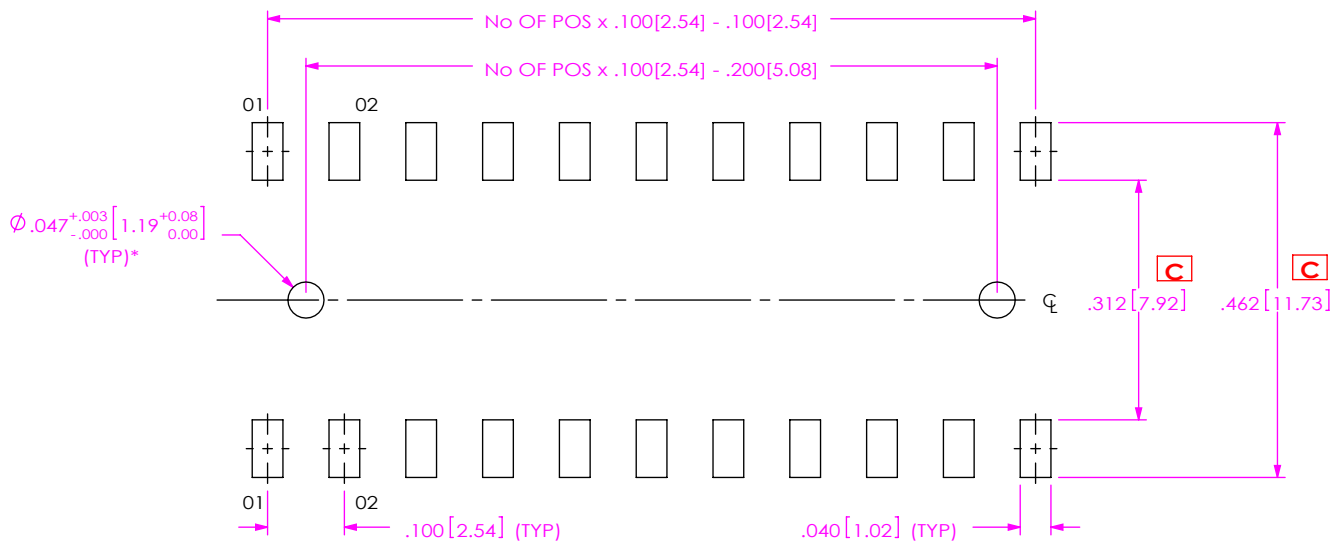 No OF POS x .100[2.54] - .100[2.54]
No OF POS x .100[2.54] - .200[5.08]
01 02
Ø.047 +.003 -.000 [1.19 +0.08 0.00]
(TYP)*
C C
℄ .312[7.92] .462[11.73]
01 02
.100[2.54] (TYP) .040[1.02] (TYP)